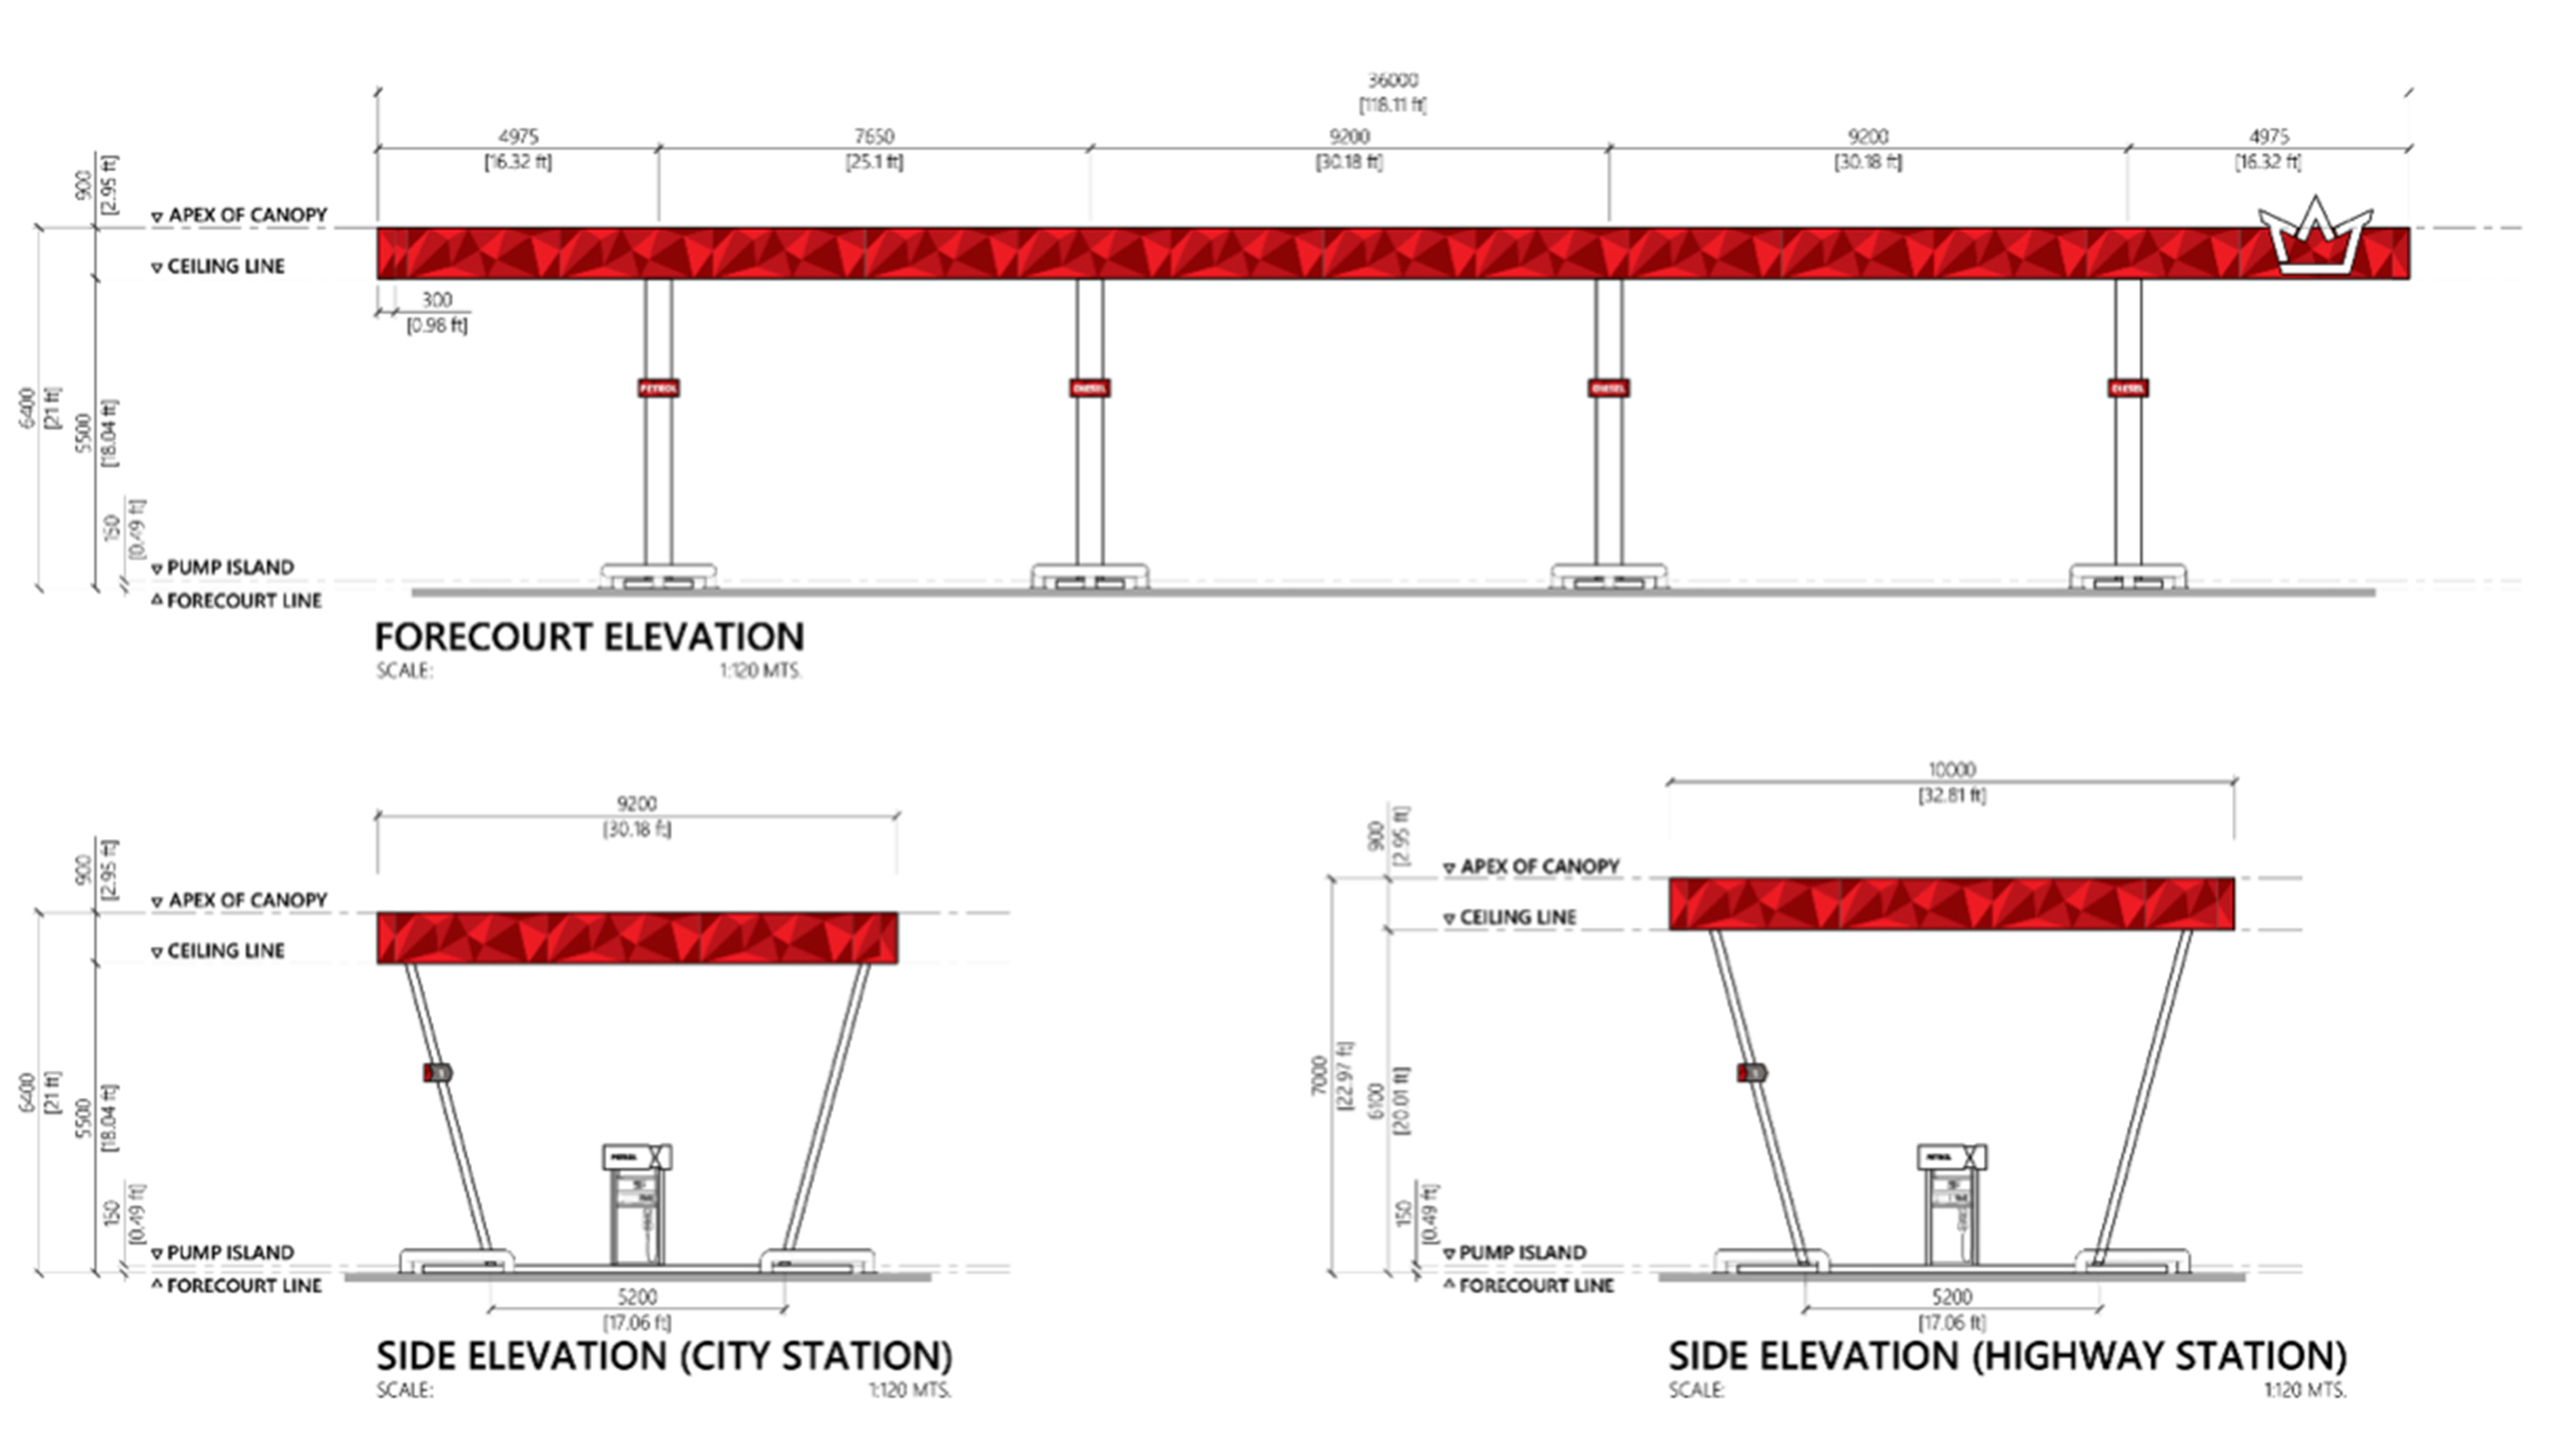 36000
[118.11 ft]
4975
[16.32 ft]
7650
[25.1 ft]
9200
[30.18 ft]
9200
[30.18 ft]
4975
[16.32 ft]
900
[2.95 ft]
▿ APEX OF CANOPY
▿ CEILING LINE
300
[0.98 ft]
PETROL
DIESEL
DIESEL
DIESEL
6400
[21 ft]
5500
[18.04 ft]
150
[0.49 ft]
▿ PUMP ISLAND
▵ FORECOURT LINE
FORECOURT ELEVATION
SCALE: 1:120 MTS.
9200
[30.18 ft]
900
[2.95 ft]
▿ APEX OF CANOPY
▿ CEILING LINE
6400
[21 ft]
5500
[18.04 ft]
PETROL
150
[0.49 ft]
▿ PUMP ISLAND
^ FORECOURT LINE
5200
[17.06 ft]
SIDE ELEVATION (CITY STATION)
SCALE: 1:120 MTS.
10000
[32.81 ft]
900
[2.95 ft]
▿ APEX OF CANOPY
▿ CEILING LINE
7000
[22.97 ft]
6100
[20.01 ft]
PETROL
150
[0.49 ft]
▿ PUMP ISLAND
^ FORECOURT LINE
5200
[17.06 ft]
SIDE ELEVATION (HIGHWAY STATION)
SCALE: 1:120 MTS.